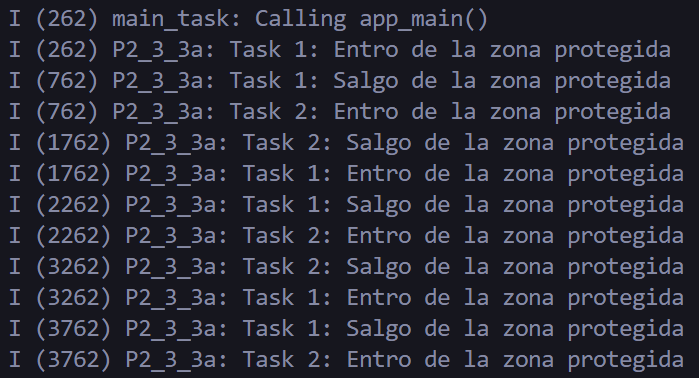 I (262) main_task: Calling app_main()
I (262) P2_3_3a: Task 1: Entro de la zona protegida
I (762) P2_3_3a: Task 1: Salgo de la zona protegida
I (762) P2_3_3a: Task 2: Entro de la zona protegida
I (1762) P2_3_3a: Task 2: Salgo de la zona protegida
I (1762) P2_3_3a: Task 1: Entro de la zona protegida
I (2262) P2_3_3a: Task 1: Salgo de la zona protegida
I (2262) P2_3_3a: Task 2: Entro de la zona protegida
I (3262) P2_3_3a: Task 2: Salgo de la zona protegida
I (3262) P2_3_3a: Task 1: Entro de la zona protegida
I (3762) P2_3_3a: Task 1: Salgo de la zona protegida
I (3762) P2_3_3a: Task 2: Entro de la zona protegida